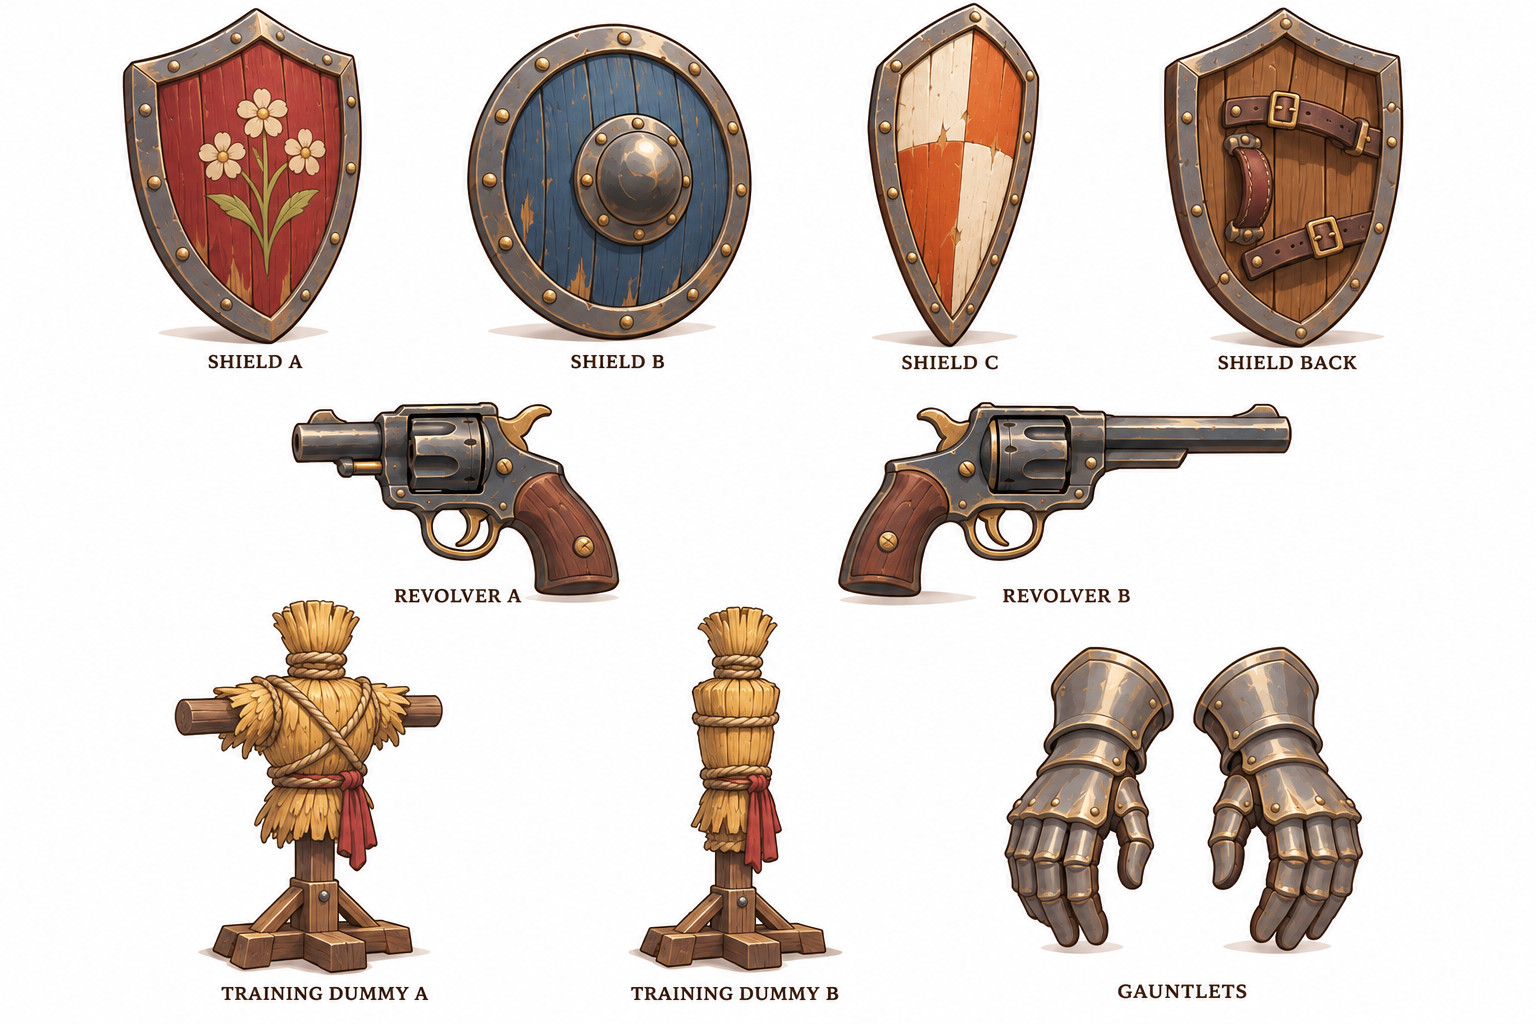 SHIELD A
SHIELD B
SHIELD C
SHIELD BACK
REVOLVER A
REVOLVER B
TRAINING DUMMY A
TRAINING DUMMY B
GAUNTLETS